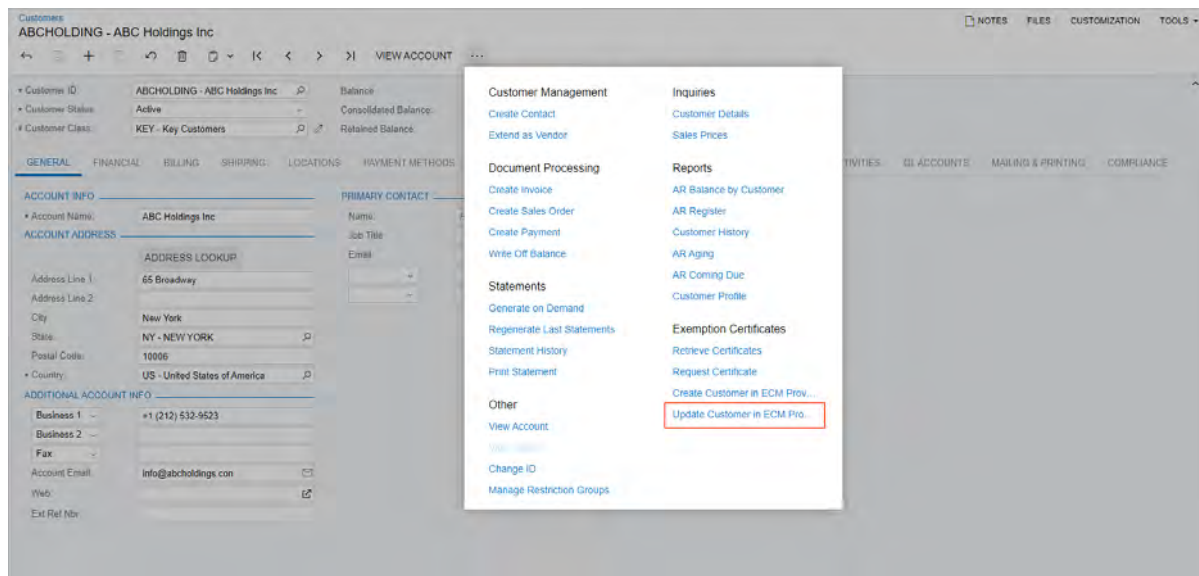 Customers
ABCHOLDING - ABC Holdings Inc
NOTES FILES CUSTOMIZATION TOOLS
VIEW ACCOUNT ...
Customer ID: ABCHOLDING - ABC Holdings Inc Balance:
Customer Status: Active Consolidated Balance:
Customer Class: KEY - Key Customers Retained Balance:
GENERAL FINANCIAL BILLING SHIPPING LOCATIONS PAYMENT METHODS GL ACCOUNTS MAILING & PRINTING COMPLIANCE
ACCOUNT INFO
Account Name: ABC Holdings Inc
ACCOUNT ADDRESS
ADDRESS LOOKUP
Address Line 1: 65 Broadway
Address Line 2:
City: New York
State: NY - NEW YORK
Postal Code: 10006
Country: US - United States of America
ADDITIONAL ACCOUNT INFO
Business 1 +1 (212) 532-9523
Business 2
Fax
Account Email: info@abcholdings.con
Web:
Ext Ref Nbr:
PRIMARY CONTACT
Name:
Job Title:
Email:
Customer Management
Create Contact
Extend as Vendor
Document Processing
Create Invoice
Create Sales Order
Create Payment
Write Off Balance
Statements
Generate on Demand
Regenerate Last Statements
Statement History
Print Statement
Other
View Account
Change ID
Manage Restriction Groups
Inquiries
Customer Details
Sales Prices
Reports
AR Balance by Customer
AR Register
Customer History
AR Aging
AR Coming Due
Customer Profile
Exemption Certificates
Retrieve Certificates
Request Certificate
Create Customer in ECM Prov...
Update Customer in ECM Pro...